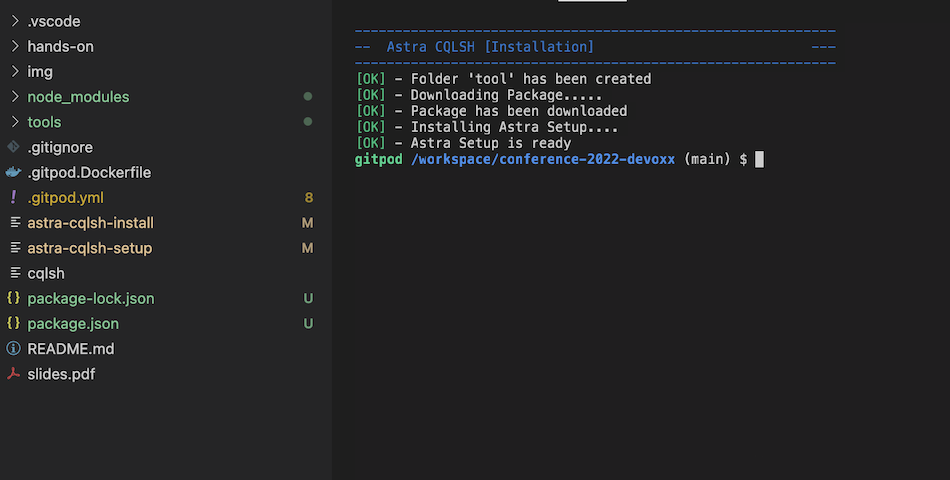 .vscode
hands-on
img
node_modules
tools
.gitignore
.gitpod.Dockerfile
.gitpod.yml 8
astra-cqlsh-install M
astra-cqlsh-setup M
cqlsh
package-lock.json U
package.json U
README.md
slides.pdf
------------------------------------------------------------
-- Astra CQLSH [Installation] ---
------------------------------------------------------------
[OK] - Folder 'tool' has been created
[OK] - Downloading Package.....
[OK] - Package has been downloaded
[OK] - Installing Astra Setup....
[OK] - Astra Setup is ready
gitpod /workspace/conference-2022-devoxx (main) $